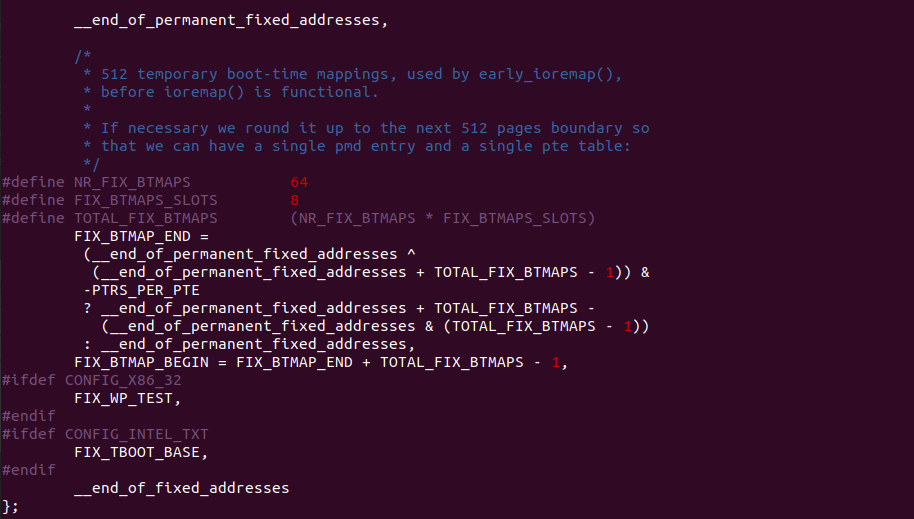 __end_of_permanent_fixed_addresses,
/*
* 512 temporary boot-time mappings, used by early_ioremap(),
* before ioremap() is functional.
*
* If necessary we round it up to the next 512 pages boundary so
* that we can have a single pmd entry and a single pte table:
*/
#define NR_FIX_BTMAPS 64
#define FIX_BTMAPS_SLOTS 8
#define TOTAL_FIX_BTMAPS (NR_FIX_BTMAPS * FIX_BTMAPS_SLOTS)
FIX_BTMAP_END =
(__end_of_permanent_fixed_addresses ^
(__end_of_permanent_fixed_addresses + TOTAL_FIX_BTMAPS - 1)) &
-PTRS_PER_PTE
? __end_of_permanent_fixed_addresses + TOTAL_FIX_BTMAPS -
(__end_of_permanent_fixed_addresses & (TOTAL_FIX_BTMAPS - 1))
: __end_of_permanent_fixed_addresses,
FIX_BTMAP_BEGIN = FIX_BTMAP_END + TOTAL_FIX_BTMAPS - 1,
#ifdef CONFIG_X86_32
FIX_WP_TEST,
#endif
#ifdef CONFIG_INTEL_TXT
FIX_TBOOT_BASE,
#endif
__end_of_fixed_addresses
};